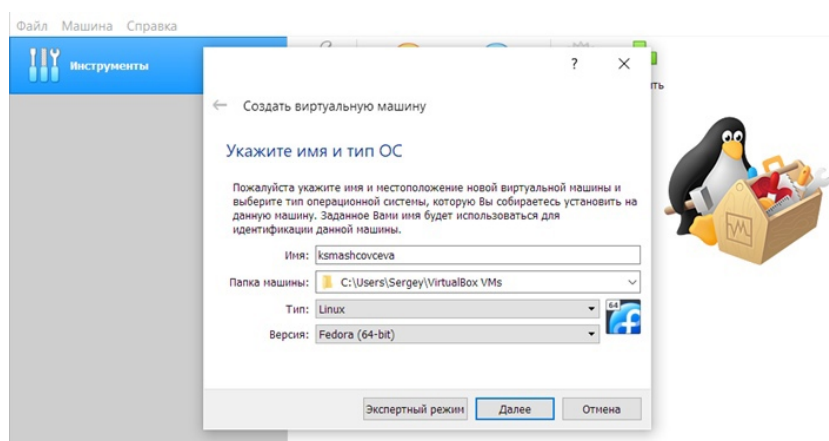 Файл Машина Справка
Инструменты
?
ть
Создать виртуальную машину
Укажите имя и тип ОС
Пожалуйста укажите имя и местоположение новой виртуальной машины и
выберите тип операционной системы, которую Вы собираетесь установить на
данную машину. Заданное Вами имя будет использоваться для
идентификации данной машины.
Имя: ksmashcovceva
Папка машины: C:\Users\Sergey\VirtualBox VMs
Тип: Linux
64
Версия: Fedora (64-bit)
Экспертный режим Далее Отмена